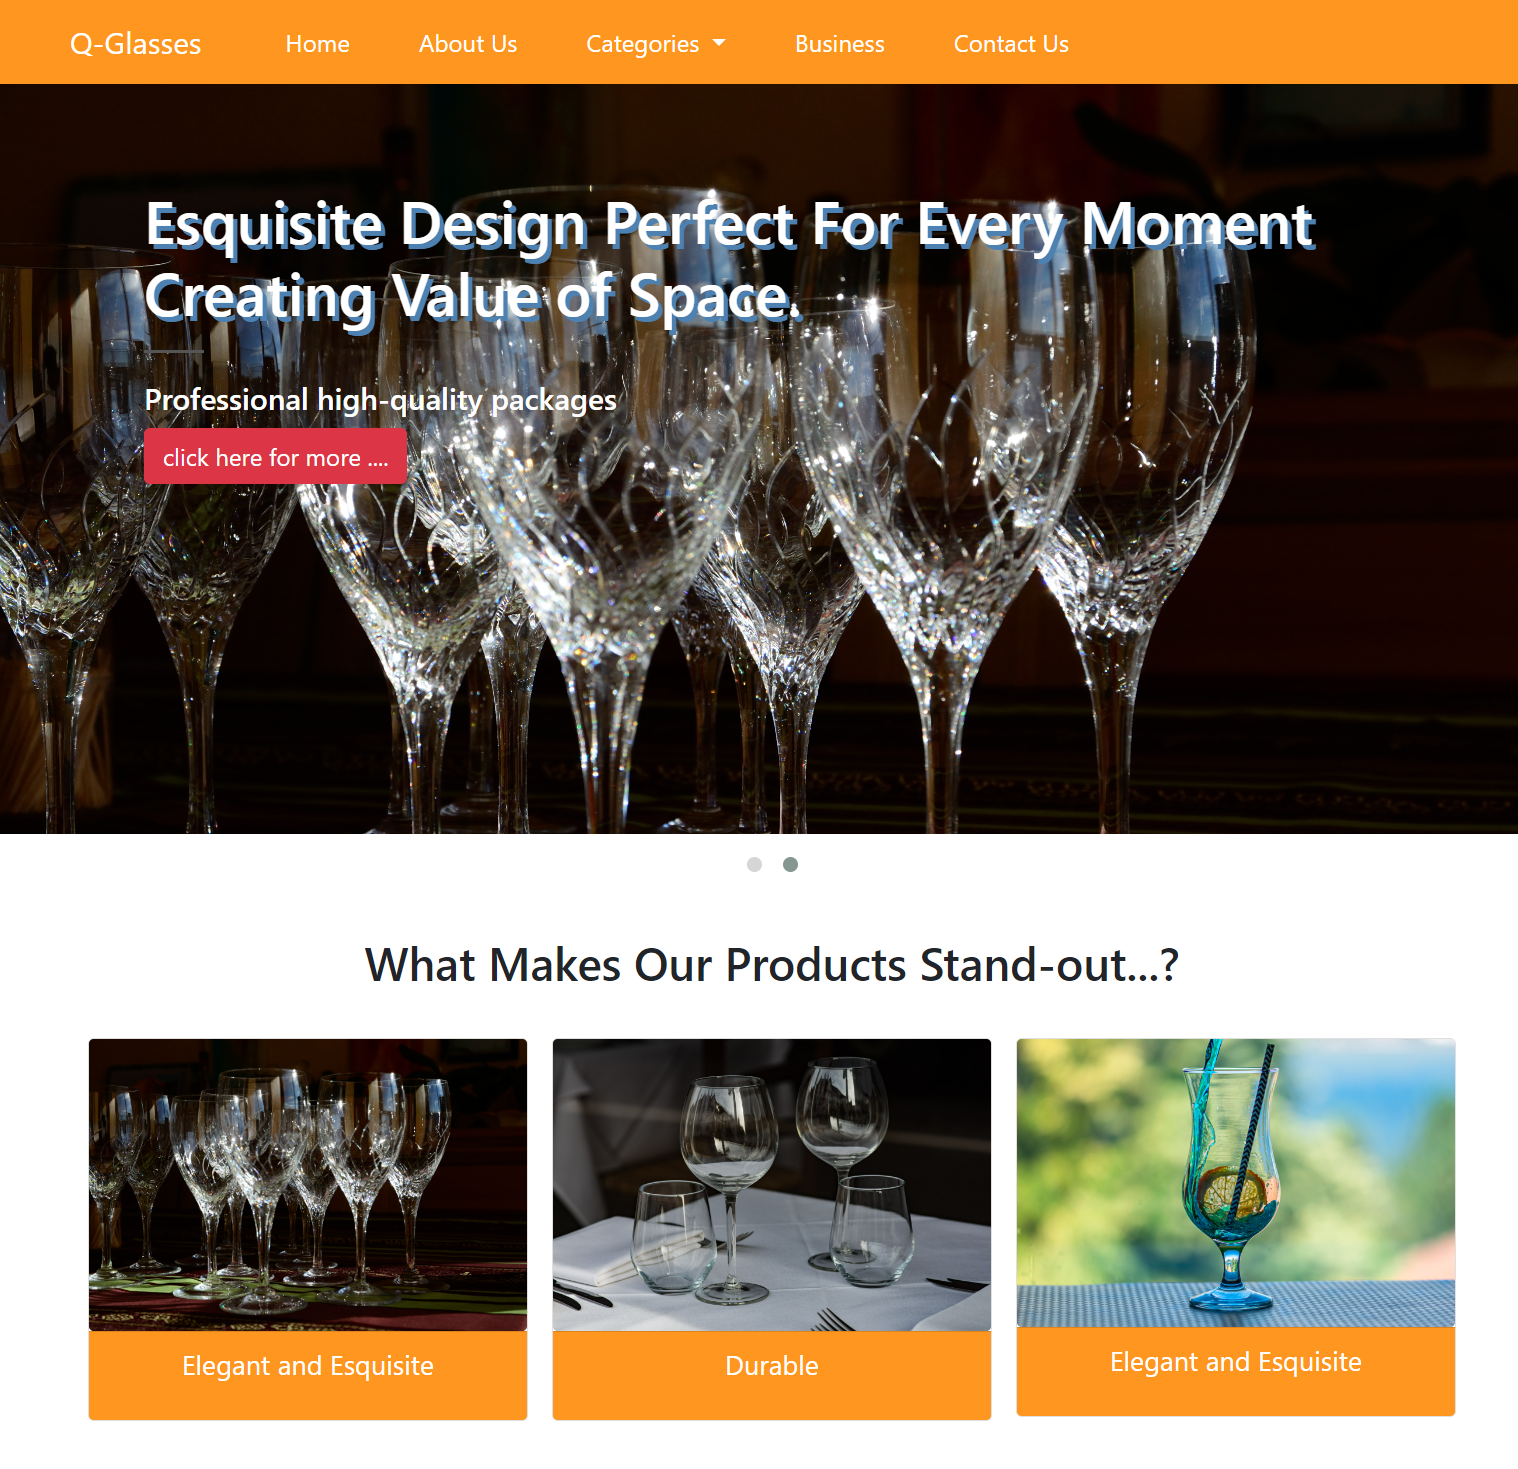 Q-Glasses Home About Us Categories Business Contact Us
Esquisite Design Perfect For Every Moment
Creating Value of Space.
Professional high-quality packages
click here for more ....
What Makes Our Products Stand-out...?
Elegant and Esquisite
Durable
Elegant and Esquisite